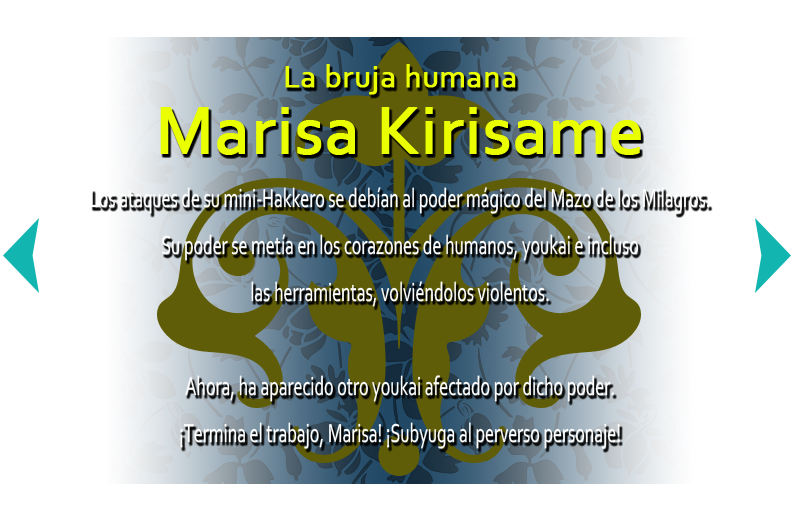 La bruja humana
Marisa Kirisame
Los ataques de su mini-Hakkero se debían al poder mágico del Mazo de los Milagros.
Su poder se metía en los corazones de humanos, youkai e incluso
las herramientas, volviéndolos violentos.
Ahora, ha aparecido otro youkai afectado por dicho poder.
¡Termina el trabajo, Marisa! ¡Subyuga al perverso personaje!